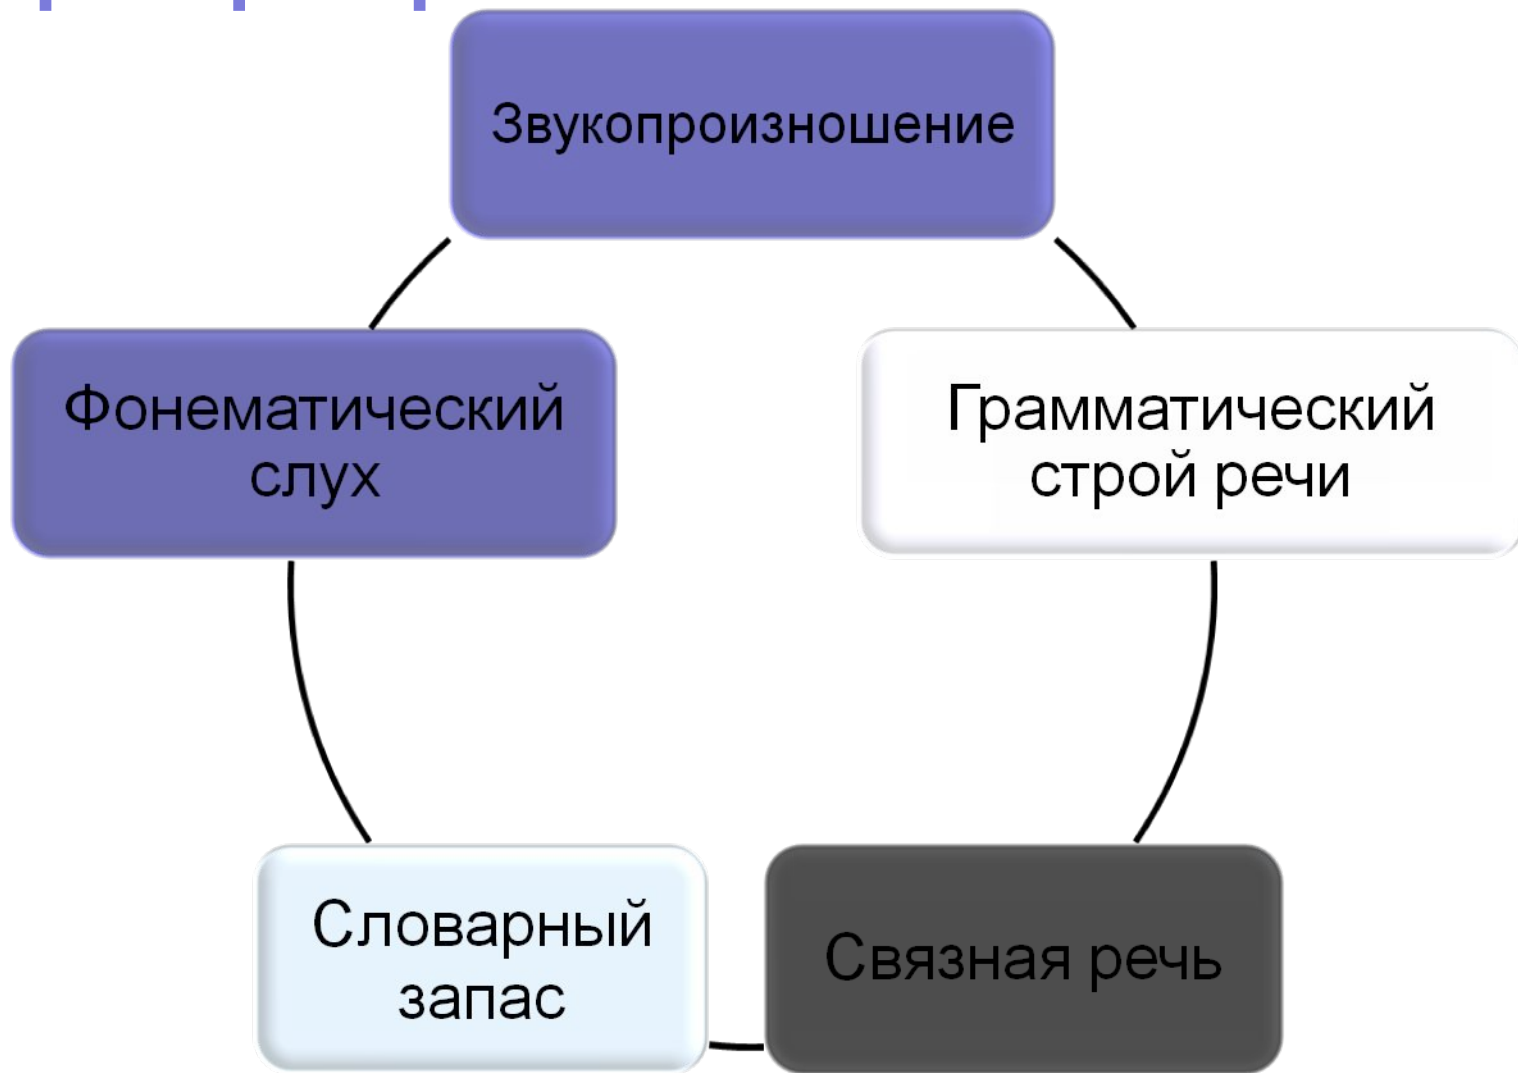 Звукопроизношение
Фонематический
слух
Грамматический
строй речи
Словарный
запас
Связная речь